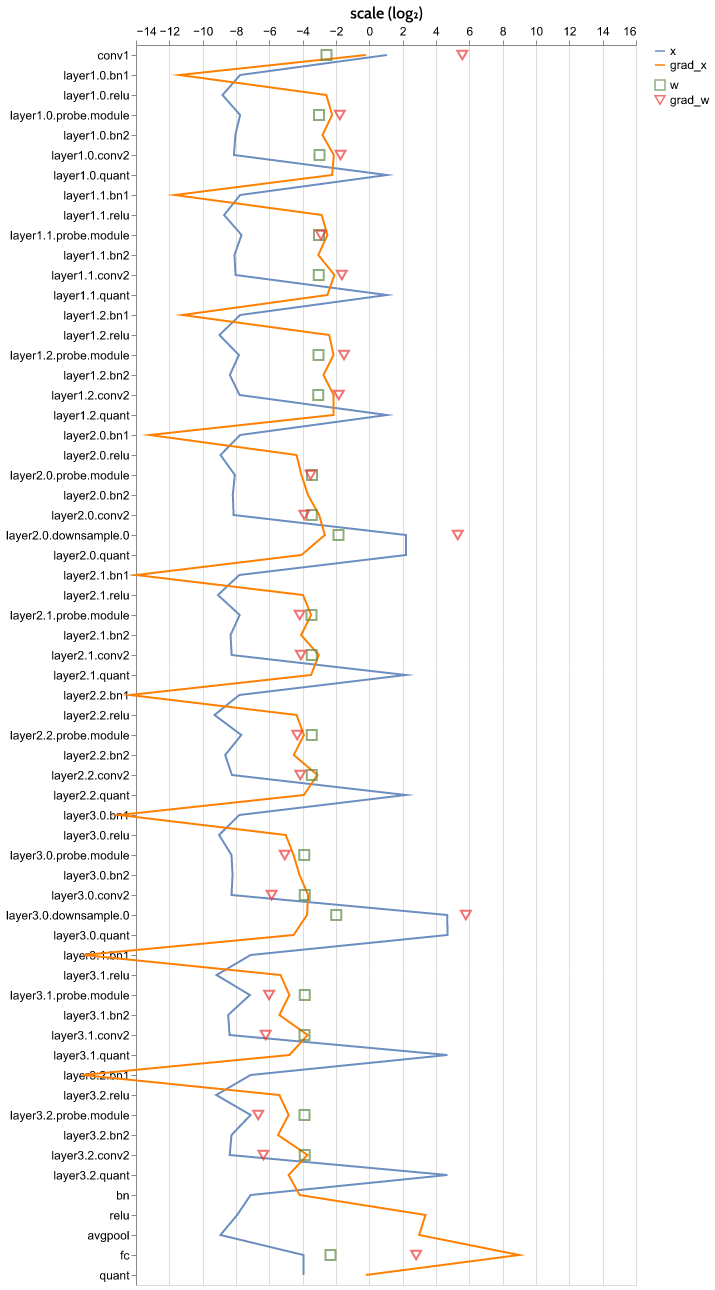 scale (log₂)
−14 −12 −10 −8 −6 −4 −2 0 2 4 6 8 10 12 14 16
x
grad_x
w
grad_w
conv1
layer1.0.bn1
layer1.0.relu
layer1.0.probe.module
layer1.0.bn2
layer1.0.conv2
layer1.0.quant
layer1.1.bn1
layer1.1.relu
layer1.1.probe.module
layer1.1.bn2
layer1.1.conv2
layer1.1.quant
layer1.2.bn1
layer1.2.relu
layer1.2.probe.module
layer1.2.bn2
layer1.2.conv2
layer1.2.quant
layer2.0.bn1
layer2.0.relu
layer2.0.probe.module
layer2.0.bn2
layer2.0.conv2
layer2.0.downsample.0
layer2.0.quant
layer2.1.bn1
layer2.1.relu
layer2.1.probe.module
layer2.1.bn2
layer2.1.conv2
layer2.1.quant
layer2.2.bn1
layer2.2.relu
layer2.2.probe.module
layer2.2.bn2
layer2.2.conv2
layer2.2.quant
layer3.0.bn1
layer3.0.relu
layer3.0.probe.module
layer3.0.bn2
layer3.0.conv2
layer3.0.downsample.0
layer3.0.quant
layer3.1.bn1
layer3.1.relu
layer3.1.probe.module
layer3.1.bn2
layer3.1.conv2
layer3.1.quant
layer3.2.bn1
layer3.2.relu
layer3.2.probe.module
layer3.2.bn2
layer3.2.conv2
layer3.2.quant
bn
relu
avgpool
fc
quant